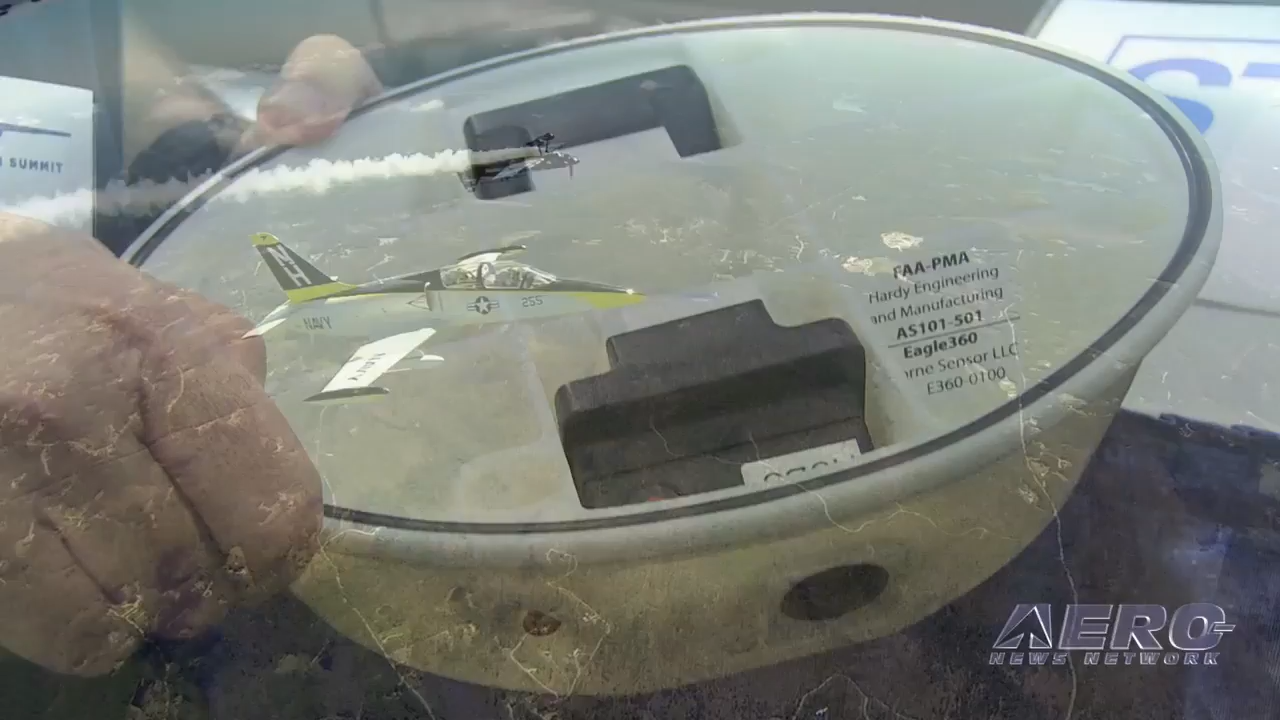 SUMMIT
NH
NAVY
255
NAVY
FAA-PMA
Hardy Engineering
and Manufacturing
AS101-501
Eagle360
Sensor LLC
E360-0100
AERO
NEWS NETWORK